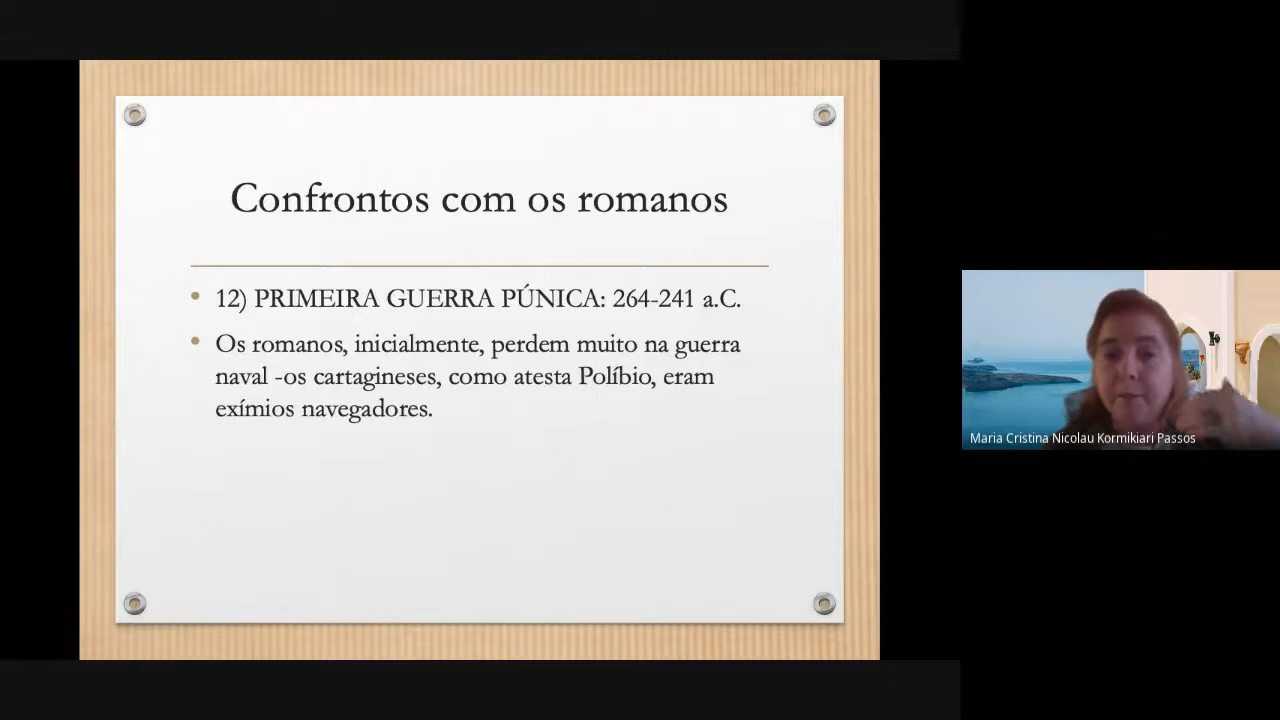 Confrontos com os romanos
12) PRIMEIRA GUERRA PÚNICA: 264-241 a.C.
Os romanos, inicialmente, perdem muito na guerra
naval -os cartagineses, como atesta Políbio, eram
exímios navegadores.
Maria Cristina Nicolau Kormikiari Passos